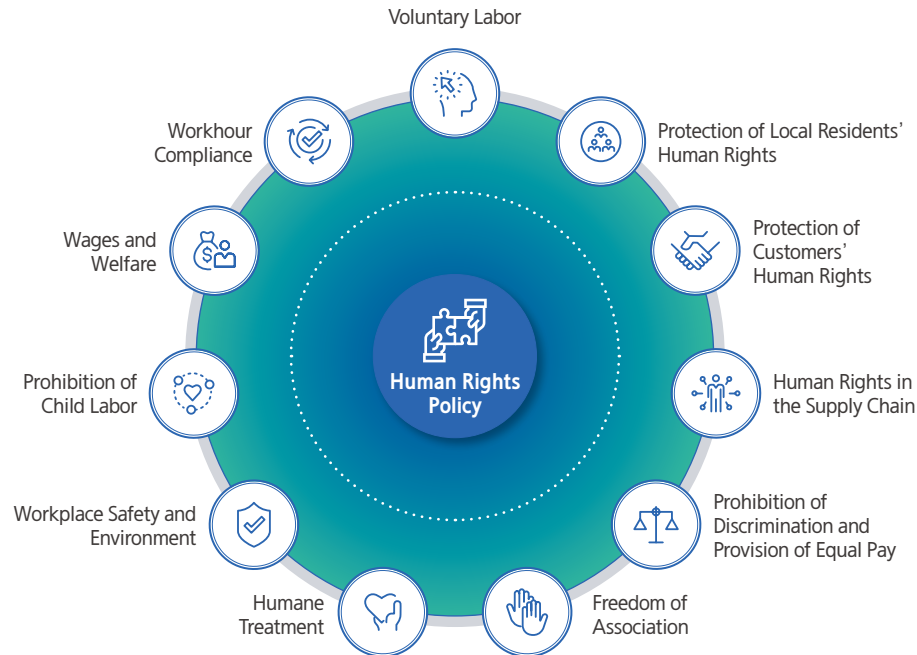 Voluntary Labor
Protection of Local Residents’
Human Rights
Protection of
Customers’
Human Rights
Human Rights in
the Supply Chain
Prohibition of
Discrimination and
Provision of Equal Pay
Freedom of
Association
Humane
Treatment
Workplace Safety and
Environment
Prohibition of
Child Labor
Wages and
Welfare
$
Workhour
Compliance
Human Rights
Policy